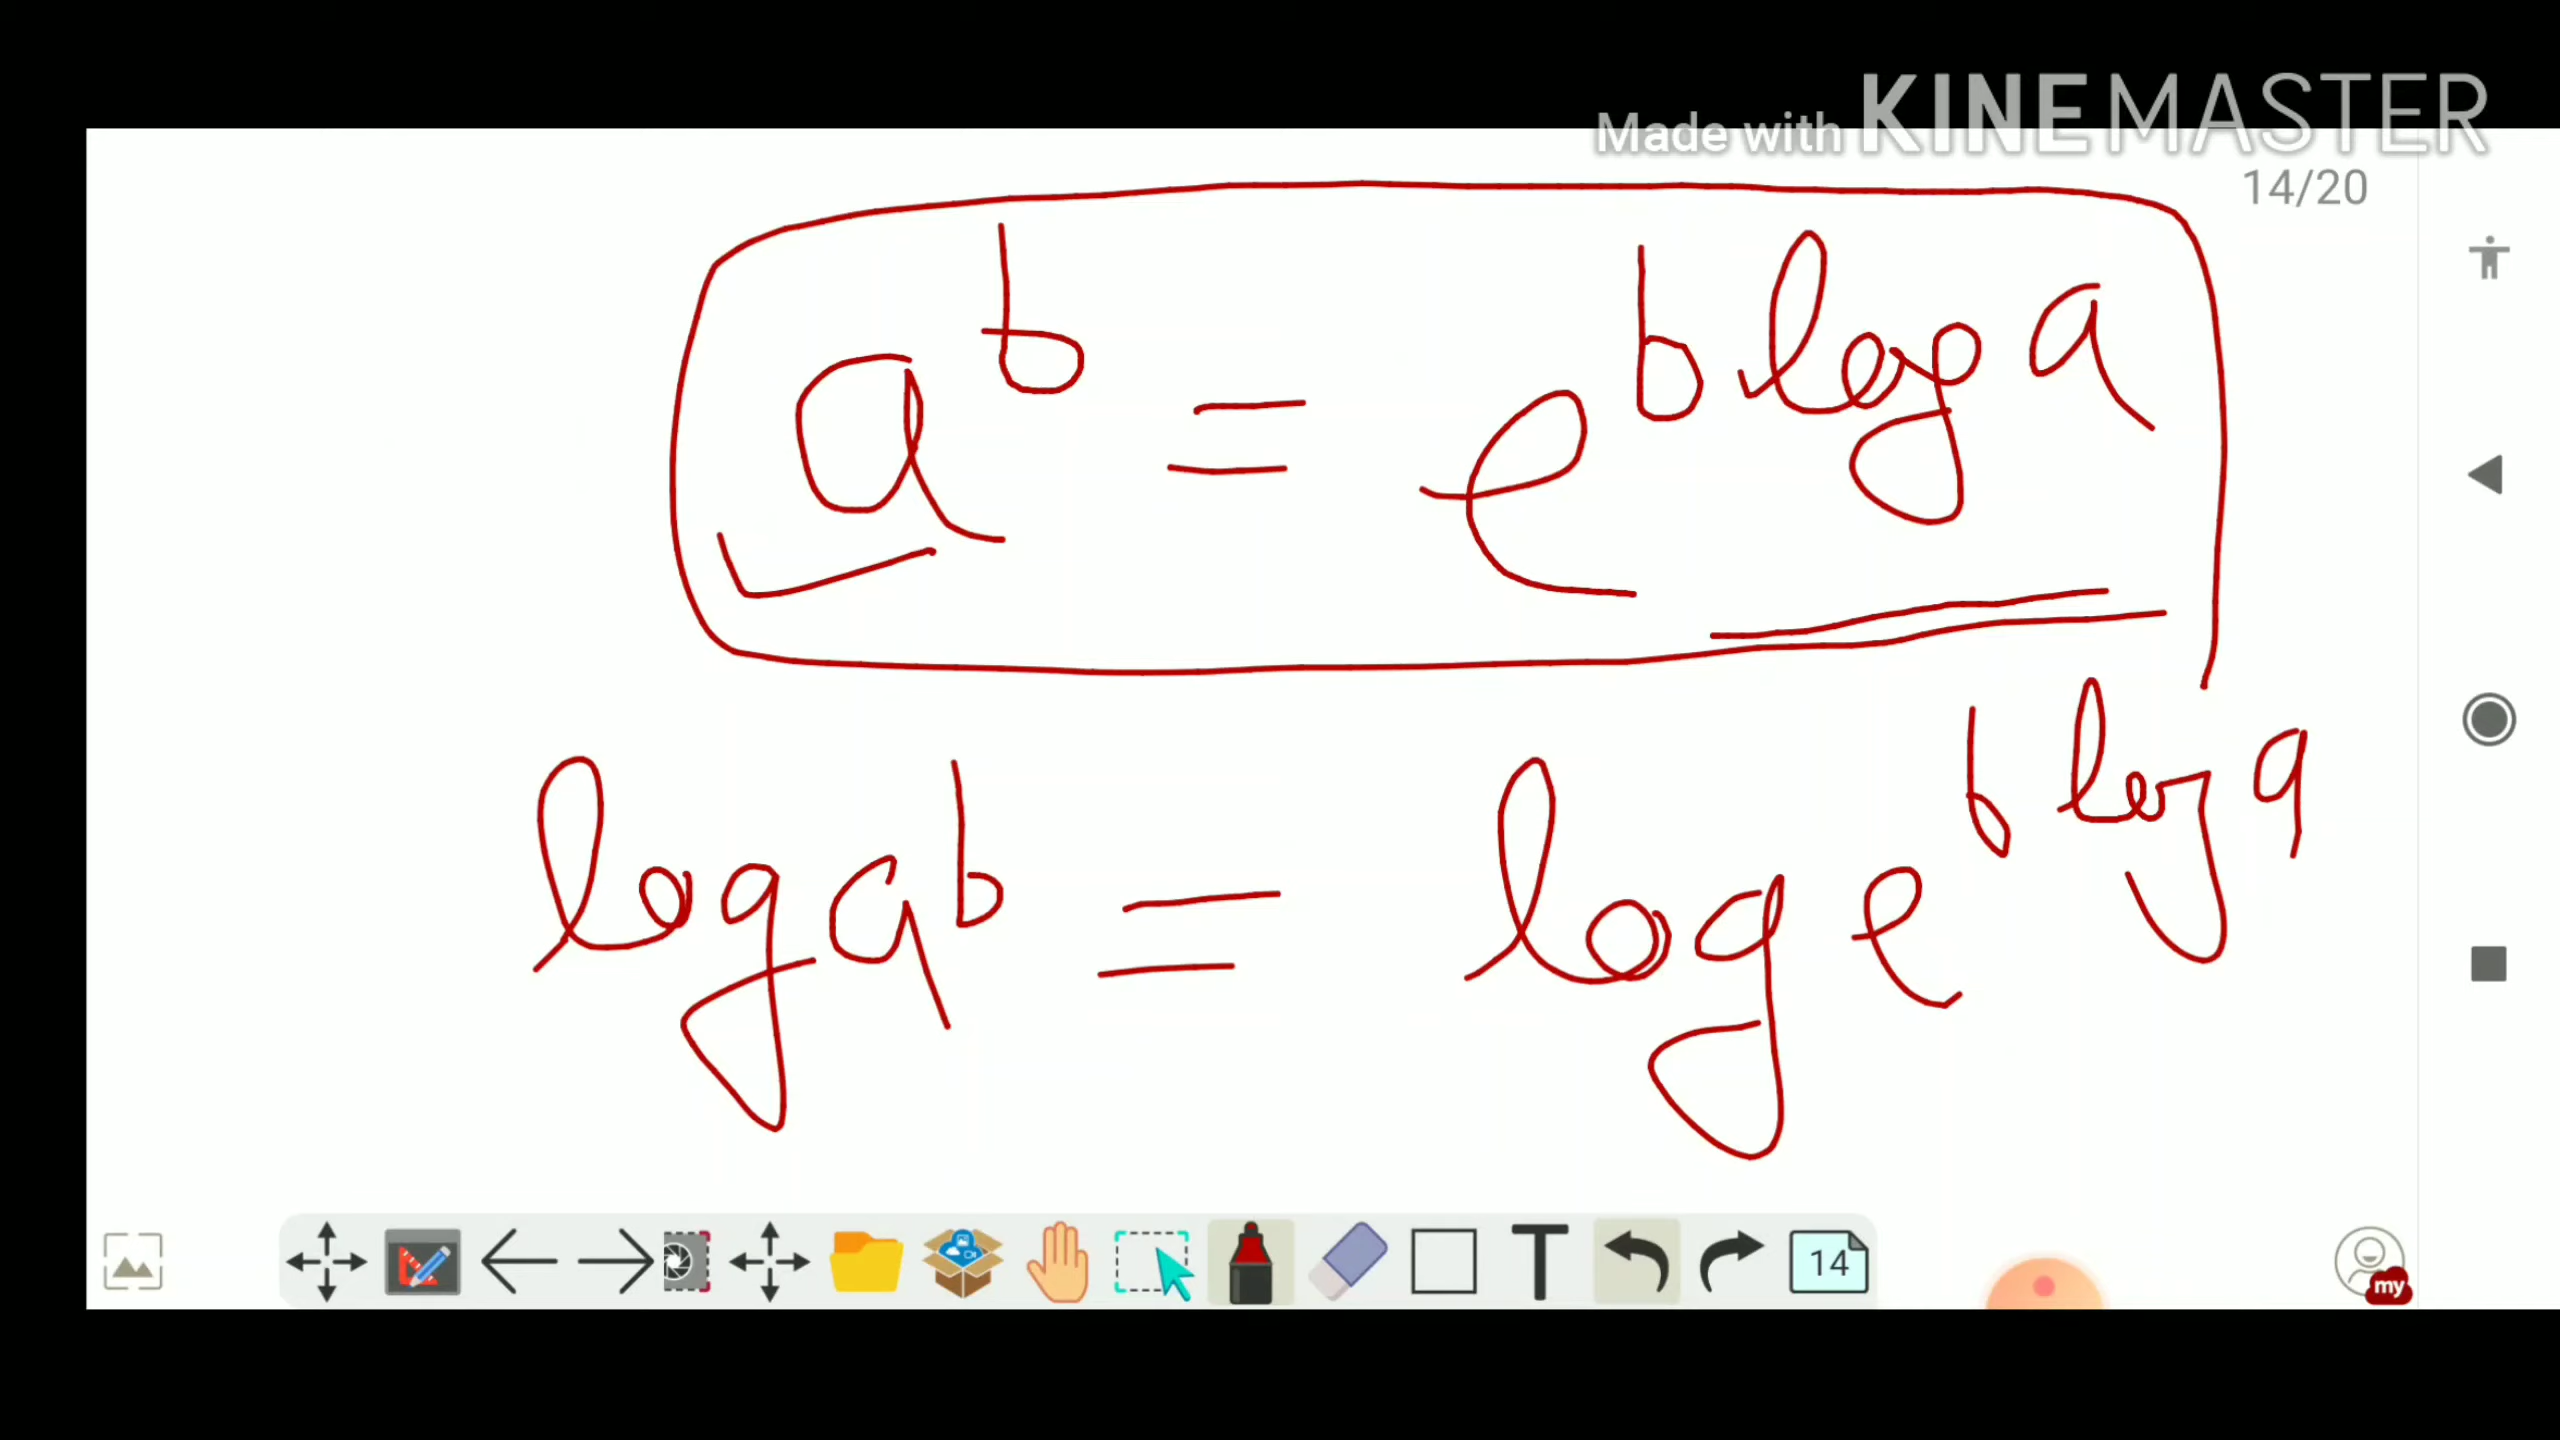 Made with KINEMASTER
14/20
a^b = e^{b log a}
log a^b = log e^{b log a}
T
14
my